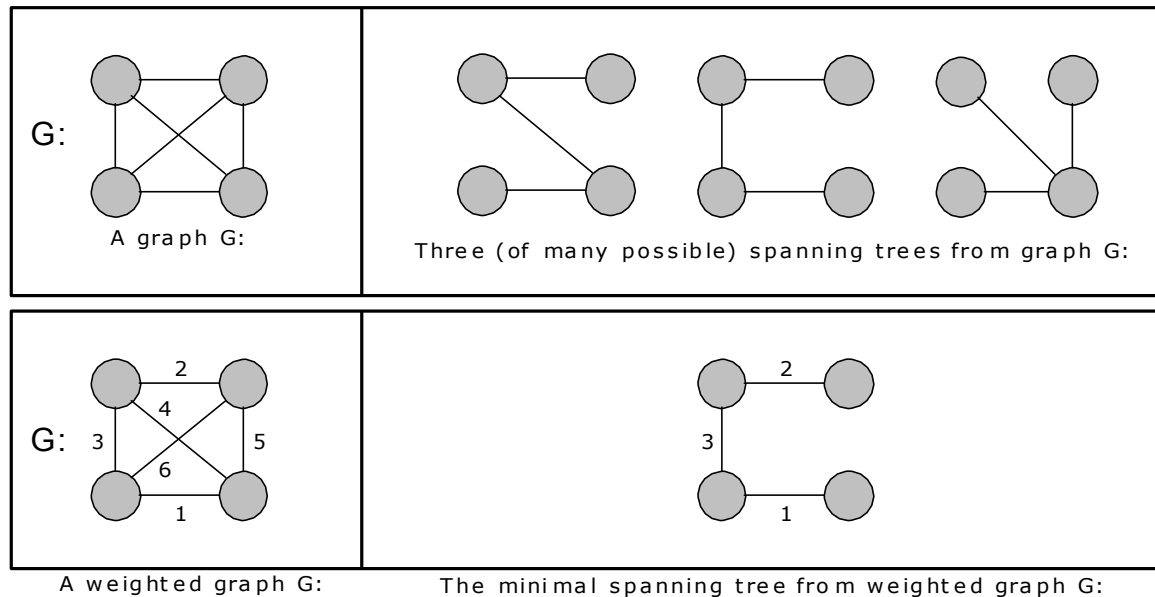 G:
A graph G:
Three (of many possible) spanning trees from graph G:
G:
2
4
3
5
6
1
2
3
1
A weighted graph G:
The minimal spanning tree from weighted graph G: